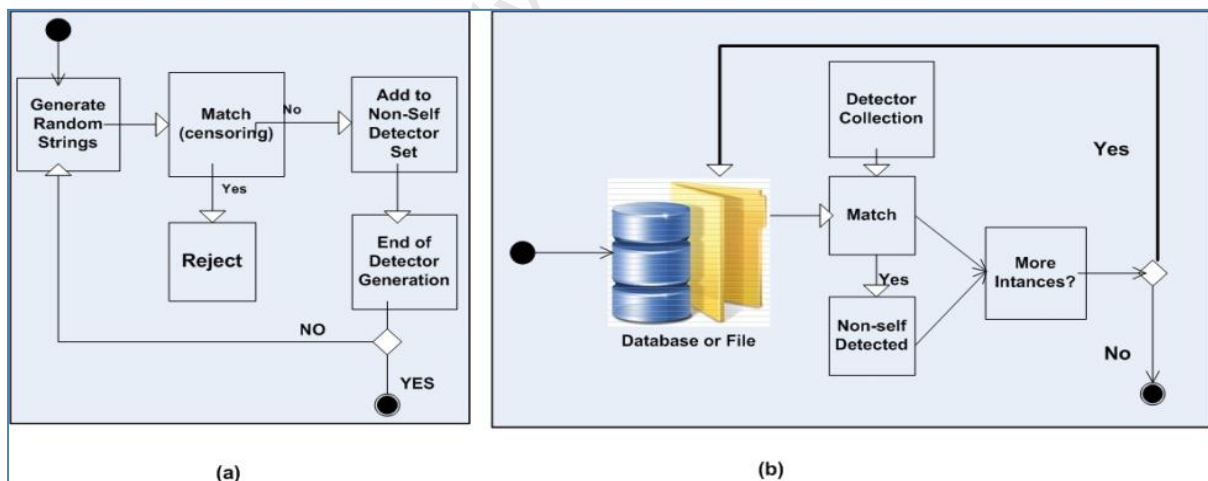 Generate
Random
Strings
Match
(censoring)
No
Add to
Non-Self
Detector
Set
Yes
Reject
End of
Detector
Generation
NO
YES
(a)
Detector
Collection
Yes
Match
Database or File
Yes
Non-self
Detected
More
Intances?
No
(b)